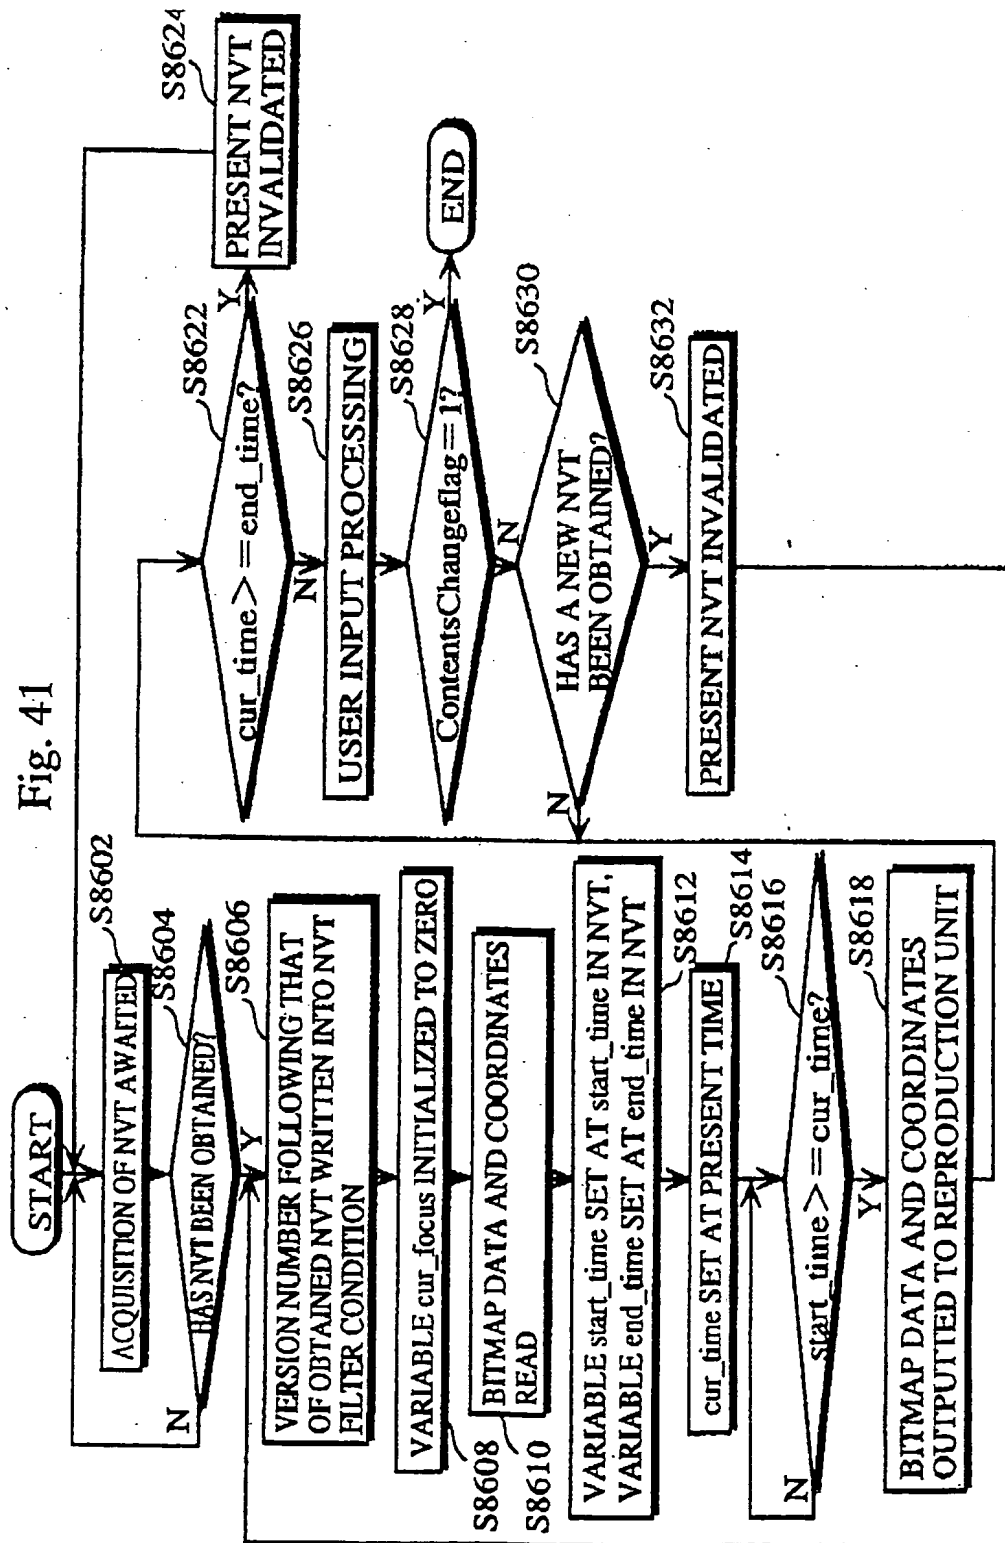 Fig. 41
START
ACQUISITION OF NVT AWAITED
S8602
HAS NVT BEEN OBTAINED?
S8604
N
Y
VERSION NUMBER FOLLOWING THAT
OF OBTAINED NVT WRITTEN INTO NVT
FILTER CONDITION
S8606
VARIABLE cur_focus INITIALIZED TO ZERO
S8608
BITMAP DATA AND COORDINATES
READ
S8610
VARIABLE start_time SET AT start_time IN NVT,
VARIABLE end_time SET AT end_time IN NVT
S8612
cur_time SET AT PRESENT TIME
S8614
start_time>=cur_time?
S8616
N
Y
BITMAP DATA AND COORDINATES
OUTPUTTED TO REPRODUCTION UNIT
S8618
cur_time>=end_time?
S8622
Y
N
PRESENT NVT
INVALIDATED
S8624
USER INPUT PROCESSING
S8626
ContentsChangeflag==1?
S8628
Y
N
END
HAS A NEW NVT
BEEN OBTAINED?
S8630
N
Y
PRESENT NVT INVALIDATED
S8632